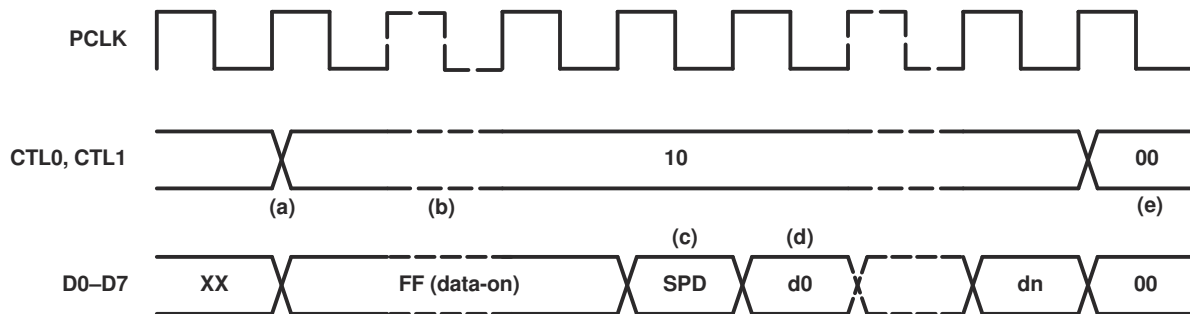 PCLK
CTL0, CTL1
10
00
(a)
(b)
(e)
(c)
(d)
D0–D7
XX
FF (data-on)
SPD
d0
dn
00